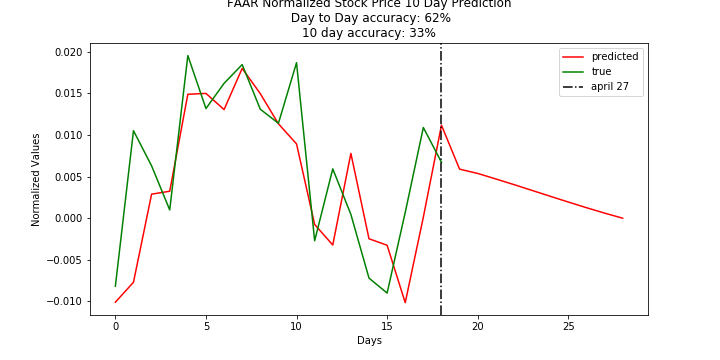 FAAR Normalized Stock Price 10 Day Prediction
Day to Day accuracy: 62%
10 day accuracy: 33%
0.020
0.015
0.010
0.005
0.000
−0.005
−0.010
Normalized Values
predicted
true
april 27
0 5 10 15 20 25
Days